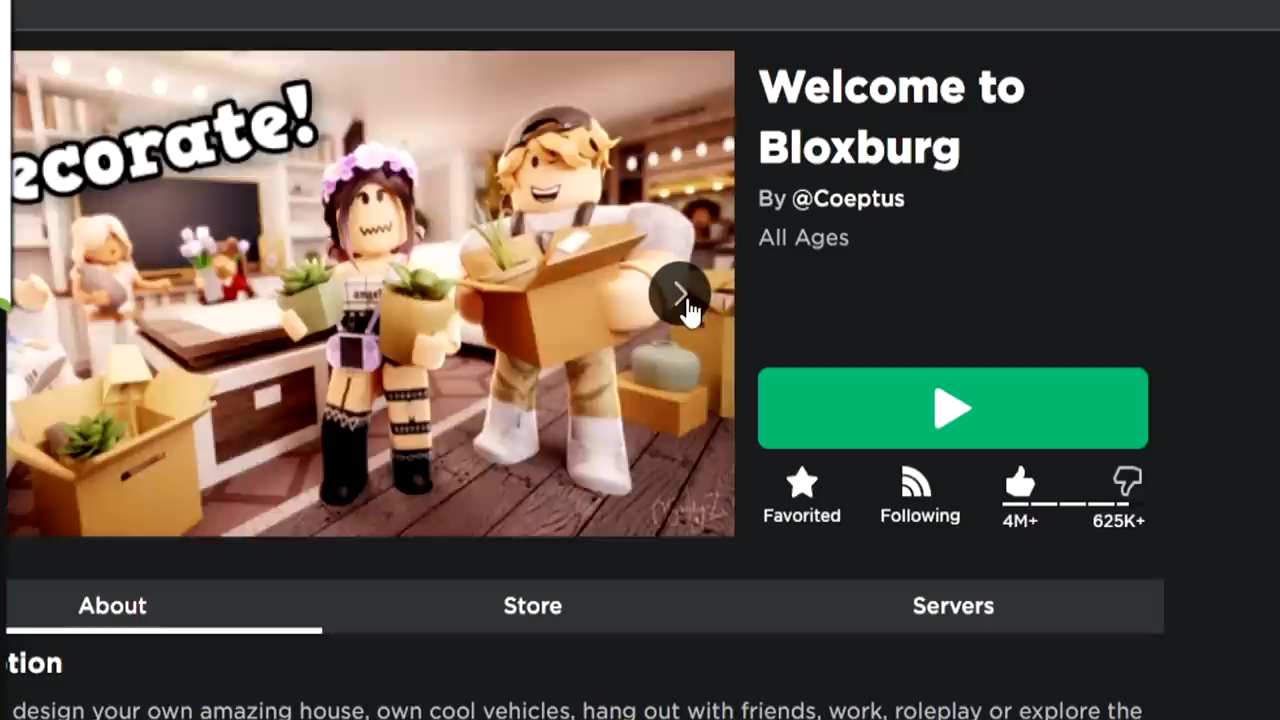 ecorate!
Welcome to
Bloxburg
By @Coeptus
All Ages
Favorited
Following
4M+
625K+
About
Store
Servers
tion
design your own amazing house, own cool vehicles, hang out with friends, work, roleplay or explore the